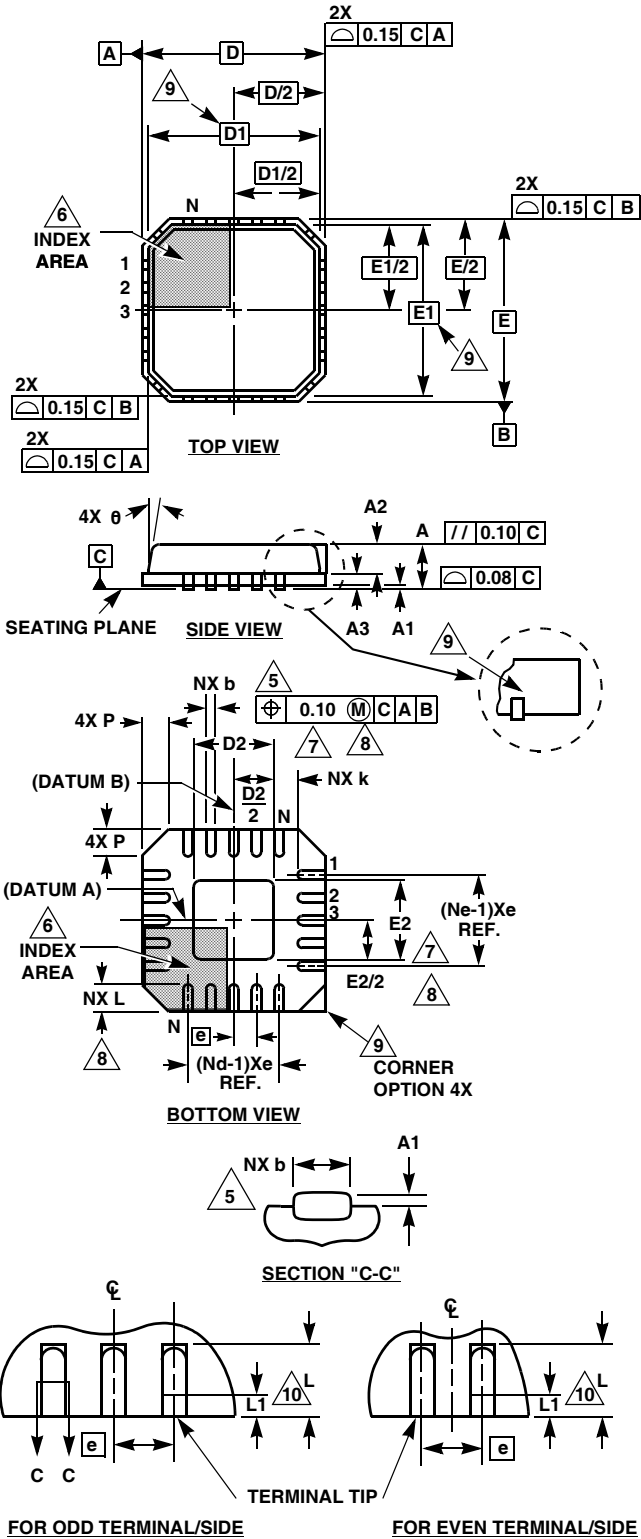 2X
0.15 C A
A
D
9
D/2
D1
D1/2
2X
0.15 C B
6
INDEX
AREA
N
1
2
3
E1/2
E/2
E1
E
9
2X
0.15 C B
2X
0.15 C A
B
TOP VIEW
4X θ
A2
A
// 0.10 C
C
0.08 C
SEATING PLANE
SIDE VIEW
A3
A1
9
NX b
5
⌖ 0.10 Ⓜ C A B
4X P
D2
7
8
(DATUM B)
D2
2
N
NX k
4X P
1
(DATUM A)
2
3
6
INDEX
AREA
E2
(Ne-1)Xe
REF.
7
E2/2
8
NX L
N
e
8
(Nd-1)Xe
REF.
9
CORNER
OPTION 4X
BOTTOM VIEW
NX b
A1
5
SECTION "C-C"
C
L
C
L
10
L
L1
10
L
L1
e
e
C C
TERMINAL TIP
FOR ODD TERMINAL/SIDE
FOR EVEN TERMINAL/SIDE